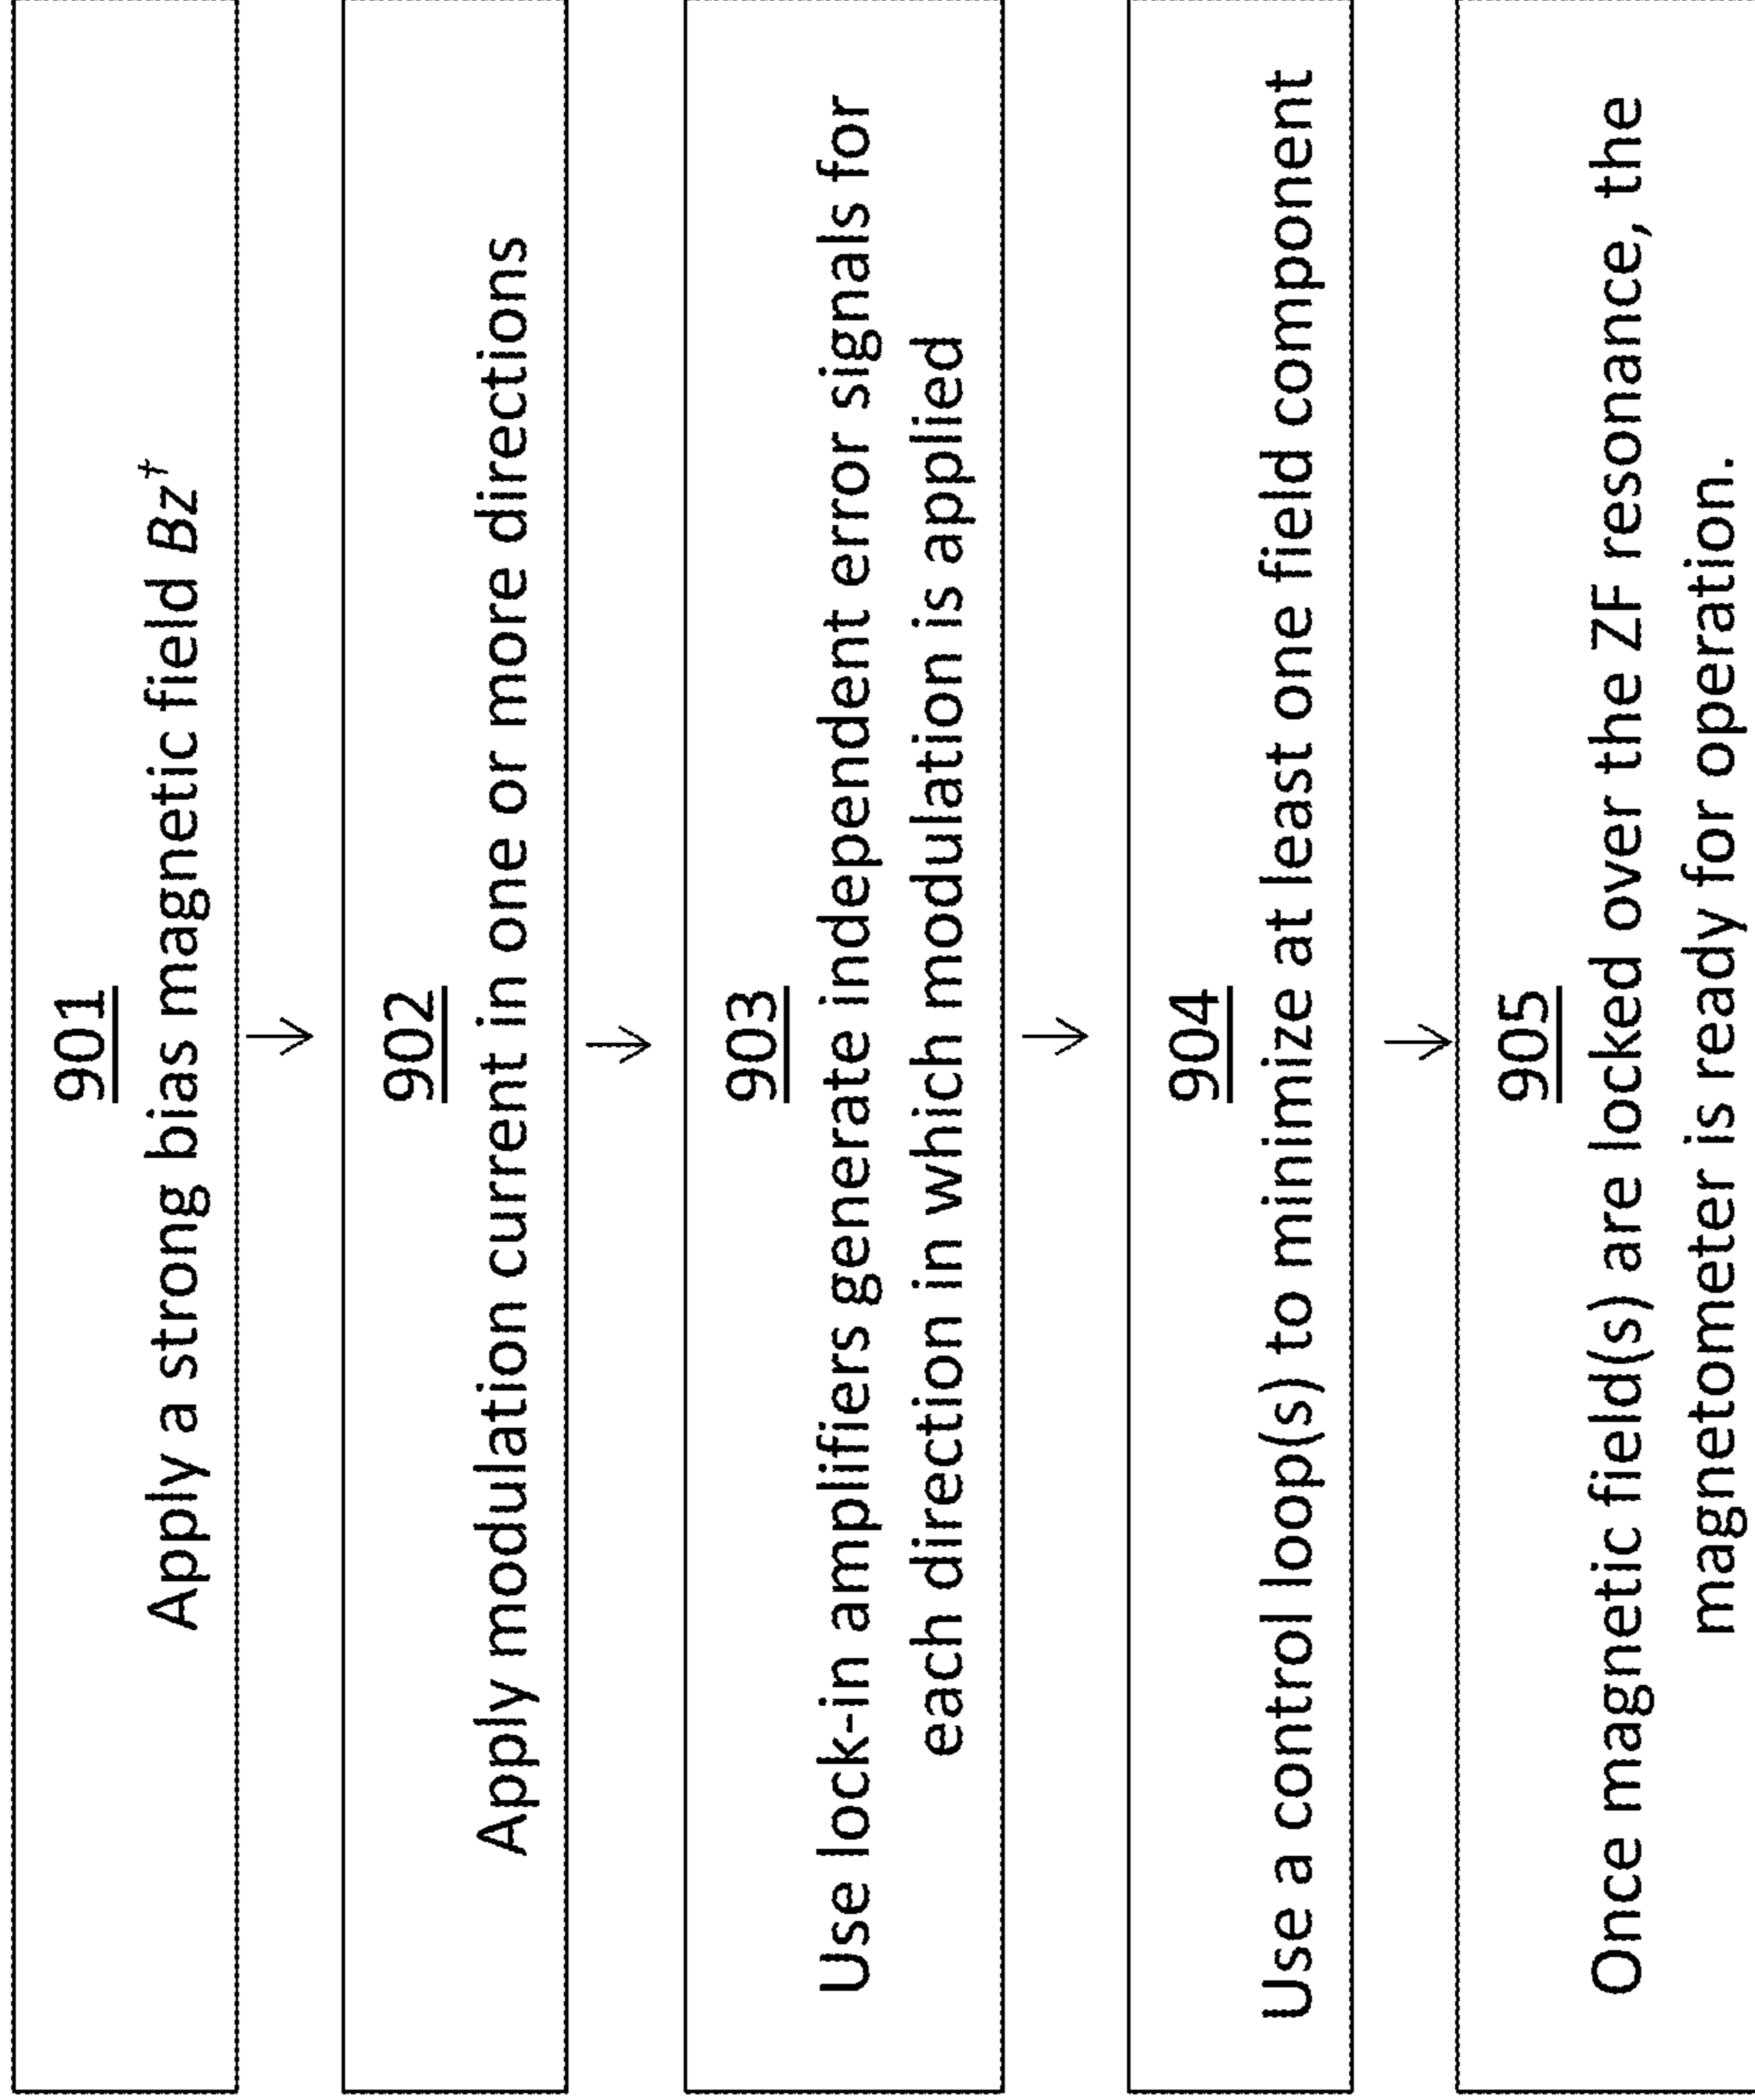 901
Apply a strong bias magnetic field Bz†
902
Apply modulation current in one or more directions
903
Use lock-in amplifiers generate independent error signals for
each direction in which modulation is applied
904
Use a control loop(s) to minimize at least one field component
905
Once magnetic field(s) are locked over the ZF resonance, the
magnetometer is ready for operation.